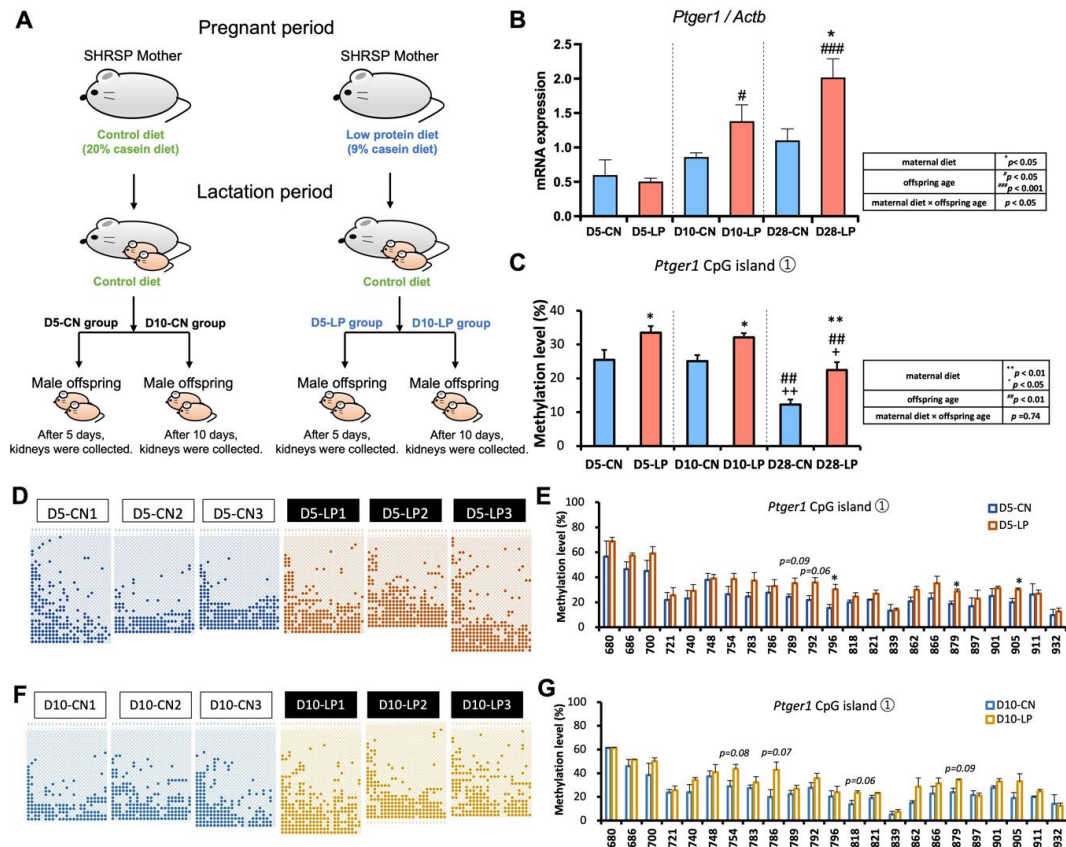 A
Pregnant period
SHRSP Mother
SHRSP Mother
Control diet
(20% casein diet)
Low protein diet
(9% casein diet)
Lactation period
Control diet
Control diet
D5-CN group
D10-CN group
D5-LP group
D10-LP group
Male offspring
Male offspring
Male offspring
Male offspring
After 5 days,
kidneys were collected.
After 10 days,
kidneys were collected.
After 5 days,
kidneys were collected.
After 10 days,
kidneys were collected.
B
Ptger1 / Actb
mRNA expression
2.5
2.0
1.5
1.0
0.5
0.0
#
*
###
D5-CN D5-LP D10-CN D10-LP D28-CN D28-LP
maternal diet *p< 0.05
offspring age #p < 0.05
###p < 0.001
maternal diet × offspring age p < 0.05
C
Ptger1 CpG island ①
Methylation level (%)
40
30
20
10
0
*
*
##
++
**
##
+
D5-CN D5-LP D10-CN D10-LP D28-CN D28-LP
maternal diet **p < 0.01
*p < 0.05
offspring age ##p < 0.01
maternal diet × offspring age p =0.74
D
D5-CN1 D5-CN2 D5-CN3 D5-LP1 D5-LP2 D5-LP3
E
Ptger1 CpG island ①
D5-CN
D5-LP
Methylation level (%)
100
80
60
40
20
0
p=0.09
p=0.06
*
*
*
680 686 700 721 740 748 754 783 786 789 792 796 818 821 839 862 866 879 897 901 905 911 932
F
D10-CN1 D10-CN2 D10-CN3 D10-LP1 D10-LP2 D10-LP3
G
Ptger1 CpG island ①
D10-CN
D10-LP
Methylation level (%)
100
80
60
40
20
0
p=0.08
p=0.07
p=0.06
p=0.09
680 686 700 721 740 748 754 783 786 789 792 796 818 821 839 862 866 879 897 901 905 911 932